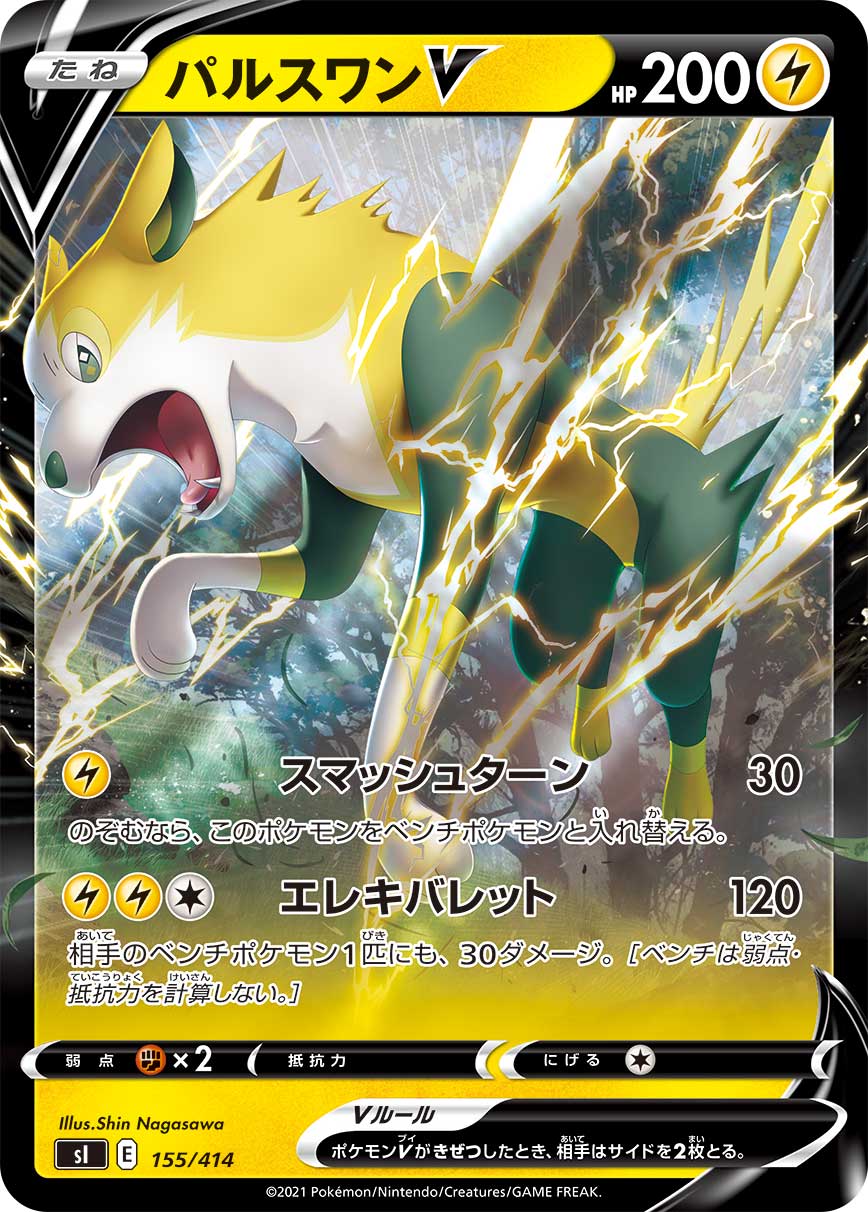 たね パルスワンV HP 200
スマッシュターン 30
のぞむなら、このポケモンをベンチポケモンと入れ替える。
エレキバレット 120
相手のベンチポケモン1匹にも、30ダメージ。[ベンチは弱点・
抵抗力を計算しない。]
弱点 ×2 抵抗力 にげる
Illus.Shin Nagasawa
Vルール
ポケモンVがきぜつしたとき、相手はサイドを2枚とる。
sI E 155/414
©2021 Pokémon/Nintendo/Creatures/GAME FREAK.